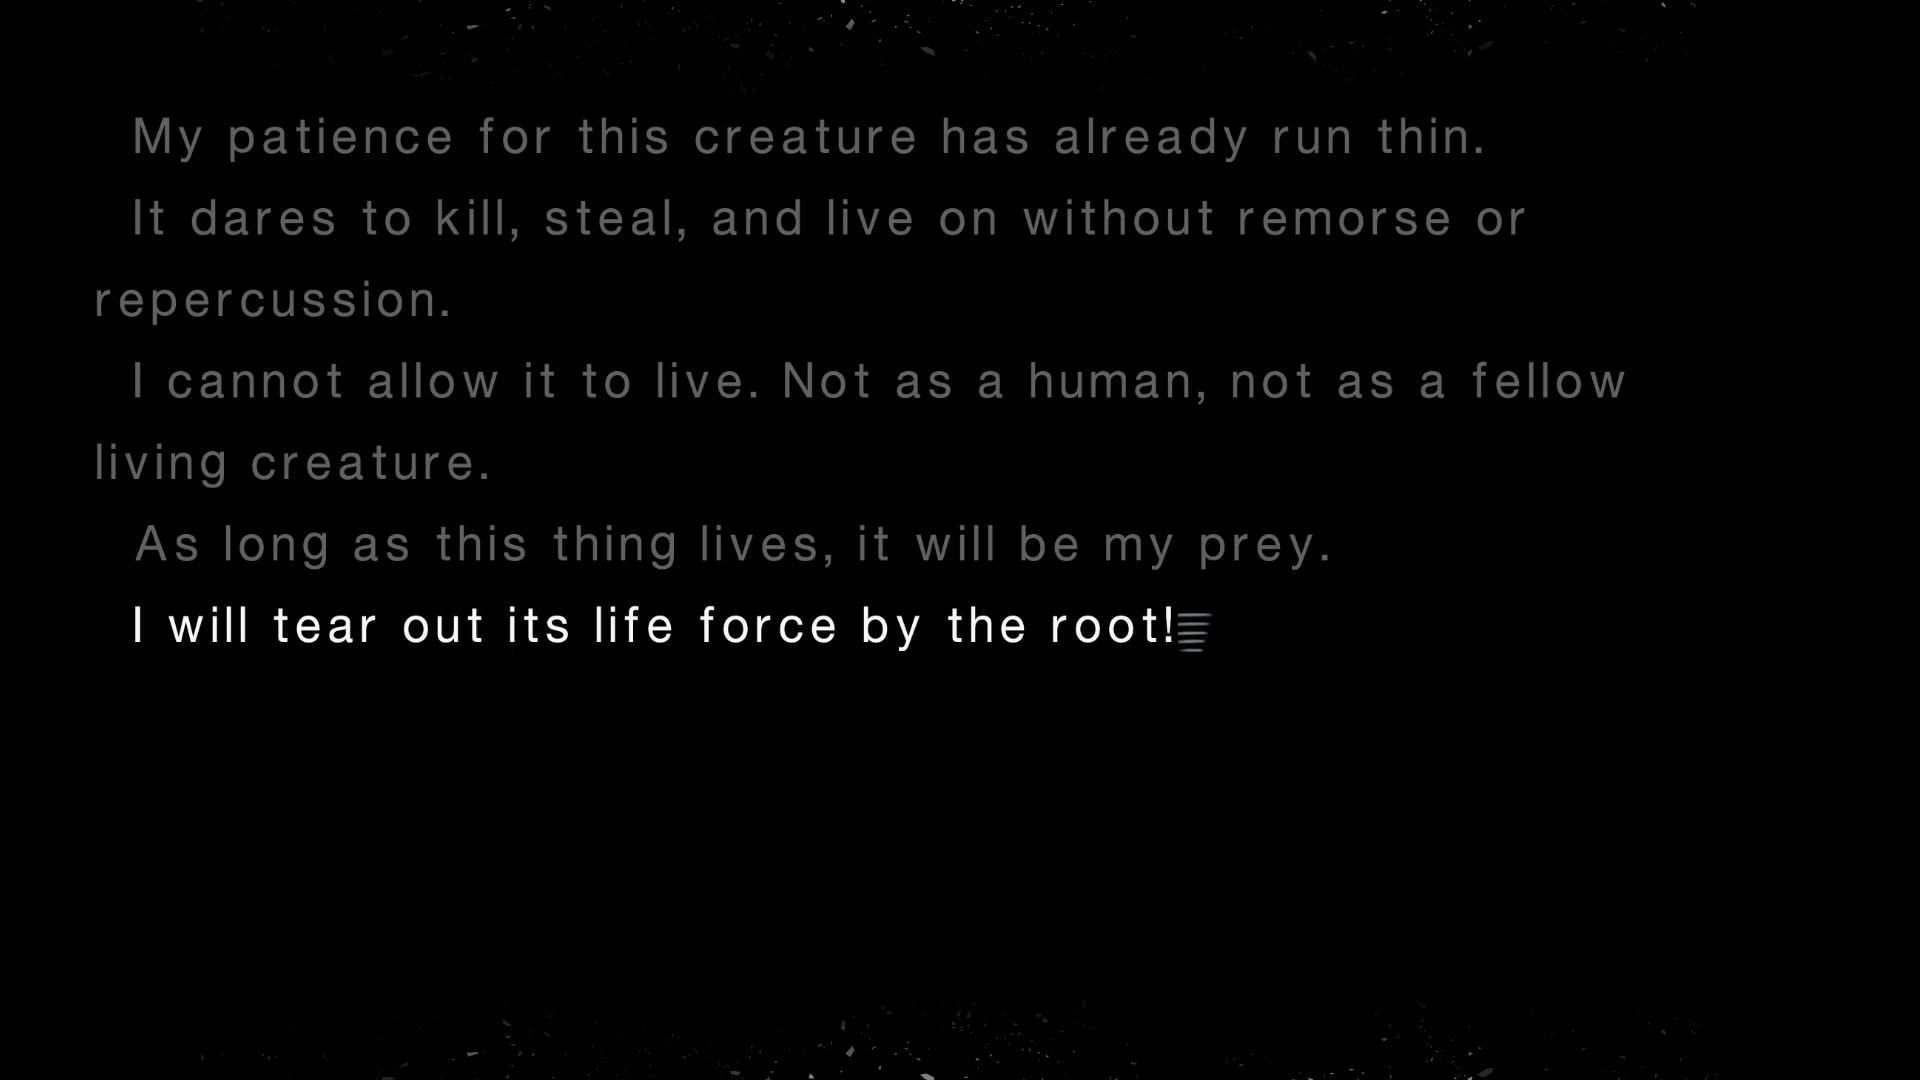 My patience for this creature has already run thin.
It dares to kill, steal, and live on without remorse or
repercussion.
I cannot allow it to live. Not as a human, not as a fellow
living creature.
As long as this thing lives, it will be my prey.
I will tear out its life force by the root!